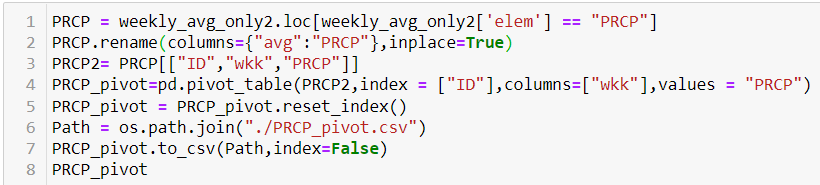 1 PRCP = weekly_avg_only2.loc[weekly_avg_only2['elem'] == "PRCP"]
2 PRCP.rename(columns={"avg":"PRCP"},inplace=True)
3 PRCP2= PRCP[["ID","wkk","PRCP"]]
4 PRCP_pivot=pd.pivot_table(PRCP2,index = ["ID"],columns=["wkk"],values = "PRCP")
5 PRCP_pivot = PRCP_pivot.reset_index()
6 Path = os.path.join("./PRCP_pivot.csv")
7 PRCP_pivot.to_csv(Path,index=False)
8 PRCP_pivot